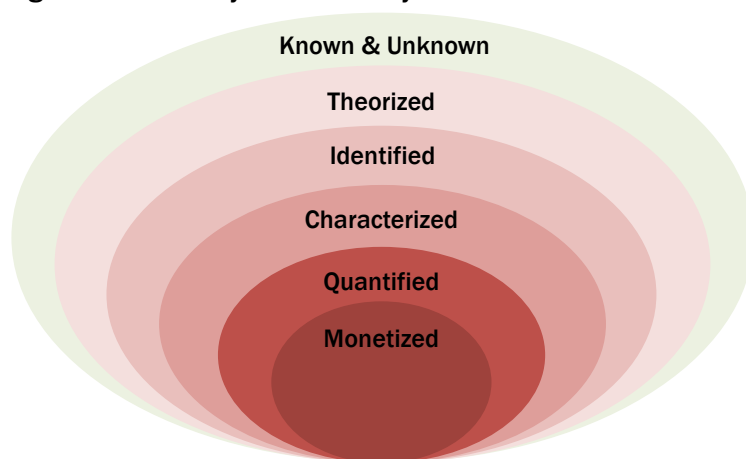 Known & Unknown
Theorized
Identified
Characterized
Quantified
Monetized